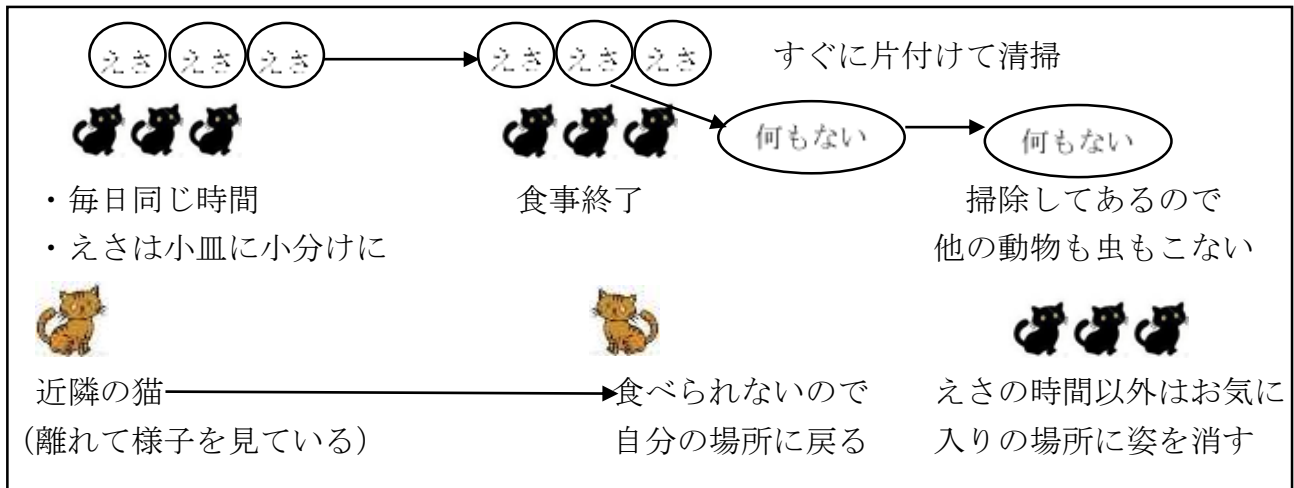 えさ えさ えさ
えさ えさ えさ
すぐに片付けて清掃
何もない
何もない
・毎日同じ時間
・えさは小皿に小分けに
食事終了
掃除してあるので
他の動物も虫もこない
近隣の猫
(離れて様子を見ている)
食べられないので
自分の場所に戻る
えさの時間以外はお気に
入りの場所に姿を消す